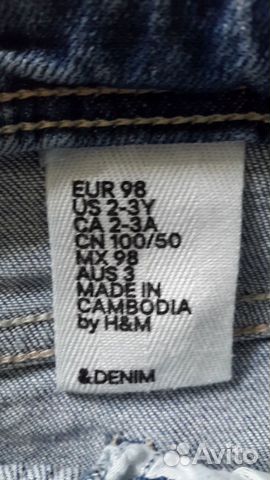 EUR 98
US 2-3Y
CA 2-3A
CN 100/50
MX 98
AUS 3
MADE IN
CAMBODIA
by H&M
&DENIM
Avito